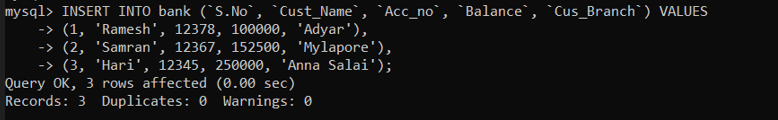 mysql> INSERT INTO bank (`S.No`, `Cust_Name`, `Acc_no`, `Balance`, `Cus_Branch`) VALUES
    -> (1, 'Ramesh', 12378, 100000, 'Adyar'),
    -> (2, 'Samran', 12367, 152500, 'Mylapore'),
    -> (3, 'Hari', 12345, 250000, 'Anna Salai');
Query OK, 3 rows affected (0.00 sec)
Records: 3  Duplicates: 0  Warnings: 0